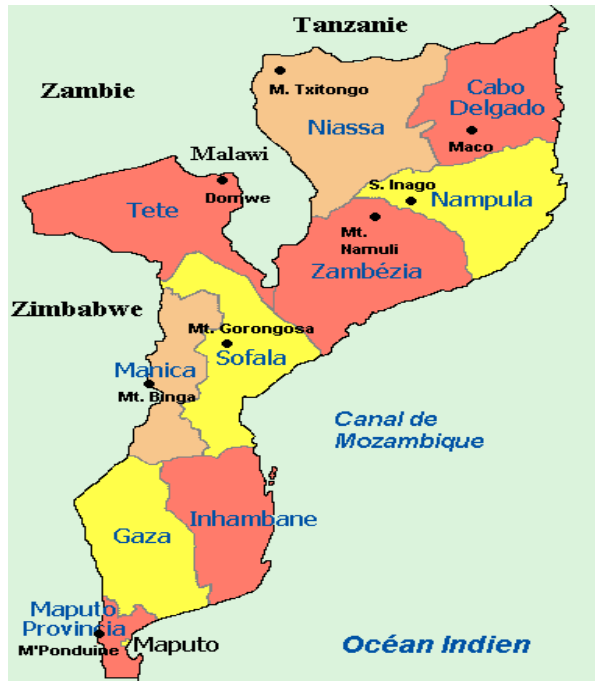 Tanzanie
Zambie
M. Txitongo
Cabo
Delgado
Niassa
Maco
Malawi
Domwe
S. Inago
Tete
Nampula
Mt.
Namuli
Zambézia
Zimbabwe
Mt. Gorongosa
Sofala
Manica
Mt. Binga
Canal de
Mozambique
Inhambane
Gaza
Maputo
Provincia
M'Ponduine
Maputo
Océan Indien